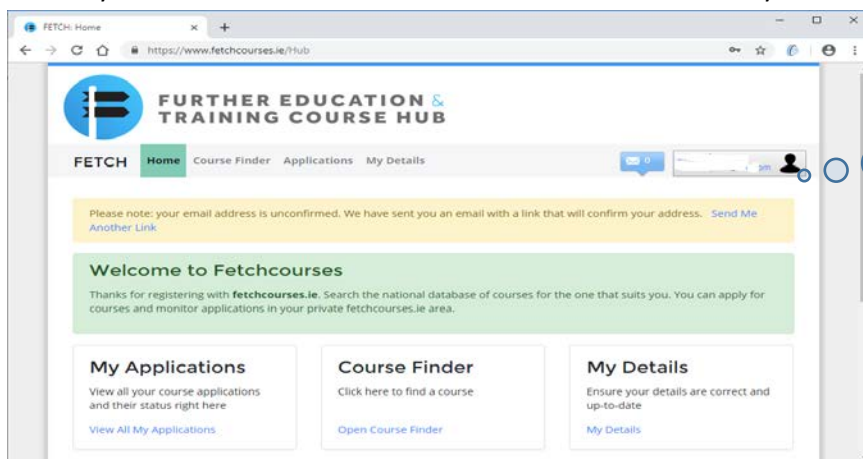 FETCH: Home
https://www.fetchcourses.ie/Hub
FURTHER EDUCATION &
TRAINING COURSE HUB
FETCH Home Course Finder Applications My Details 0
Please note: your email address is unconfirmed. We have sent you an email with a link that will confirm your address. Send Me
Another Link
Welcome to Fetchcourses
Thanks for registering with fetchcourses.ie. Search the national database of courses for the one that suits you. You can apply for
courses and monitor applications in your private fetchcourses.ie area.
My Applications
View all your course applications
and their status right here
View All My Applications
Course Finder
Click here to find a course
Open Course Finder
My Details
Ensure your details are correct and
up-to-date
My Details